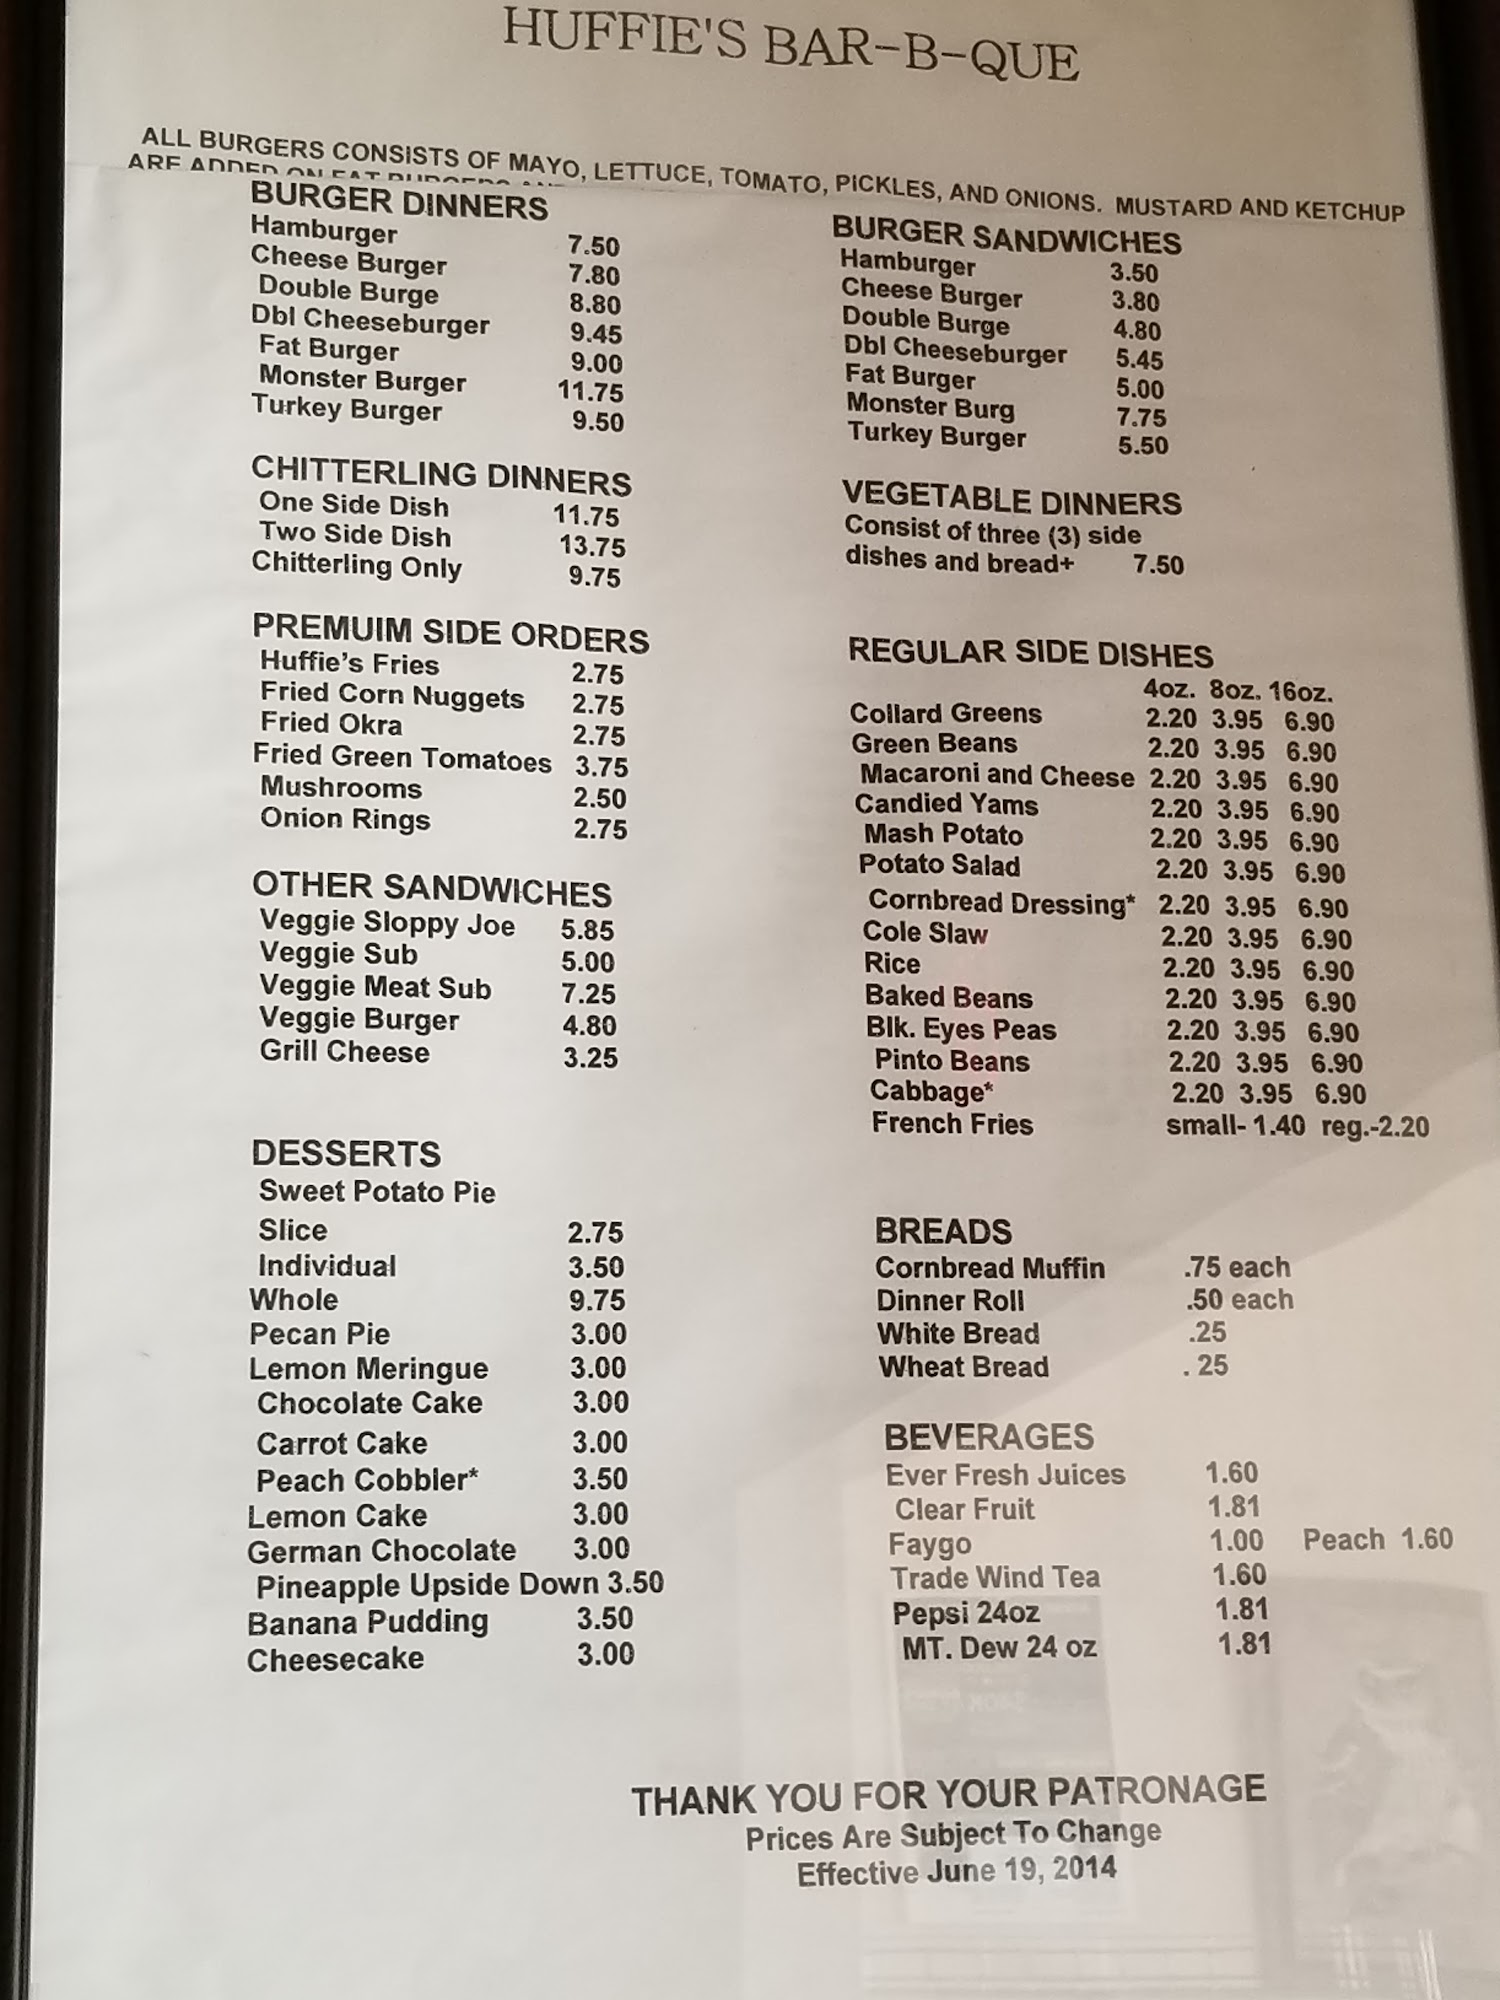 HUFFIE'S BAR-B-QUE
ALL BURGERS CONSISTS OF MAYO, LETTUCE, TOMATO, PICKLES, AND ONIONS. MUSTARD AND KETCHUP
ARE ADDED ON FAT BURGERS
BURGER DINNERS
Hamburger 7.50
Cheese Burger 7.80
Double Burge 8.80
Dbl Cheeseburger 9.45
Fat Burger 9.00
Monster Burger 11.75
Turkey Burger 9.50
CHITTERLING DINNERS
One Side Dish 11.75
Two Side Dish 13.75
Chitterling Only 9.75
PREMUIM SIDE ORDERS
Huffie's Fries 2.75
Fried Corn Nuggets 2.75
Fried Okra 2.75
Fried Green Tomatoes 3.75
Mushrooms 2.50
Onion Rings 2.75
OTHER SANDWICHES
Veggie Sloppy Joe 5.85
Veggie Sub 5.00
Veggie Meat Sub 7.25
Veggie Burger 4.80
Grill Cheese 3.25
DESSERTS
Sweet Potato Pie
Slice 2.75
Individual 3.50
Whole 9.75
Pecan Pie 3.00
Lemon Meringue 3.00
Chocolate Cake 3.00
Carrot Cake 3.00
Peach Cobbler* 3.50
Lemon Cake 3.00
German Chocolate 3.00
Pineapple Upside Down 3.50
Banana Pudding 3.50
Cheesecake 3.00
BURGER SANDWICHES
Hamburger 3.50
Cheese Burger 3.80
Double Burge 4.80
Dbl Cheeseburger 5.45
Fat Burger 5.00
Monster Burg 7.75
Turkey Burger 5.50
VEGETABLE DINNERS
Consist of three (3) side
dishes and bread+ 7.50
REGULAR SIDE DISHES
4oz. 8oz. 16oz.
Collard Greens 2.20 3.95 6.90
Green Beans 2.20 3.95 6.90
Macaroni and Cheese 2.20 3.95 6.90
Candied Yams 2.20 3.95 6.90
Mash Potato 2.20 3.95 6.90
Potato Salad 2.20 3.95 6.90
Cornbread Dressing* 2.20 3.95 6.90
Cole Slaw 2.20 3.95 6.90
Rice 2.20 3.95 6.90
Baked Beans 2.20 3.95 6.90
Blk. Eyes Peas 2.20 3.95 6.90
Pinto Beans 2.20 3.95 6.90
Cabbage* 2.20 3.95 6.90
French Fries small- 1.40 reg.-2.20
BREADS
Cornbread Muffin .75 each
Dinner Roll .50 each
White Bread .25
Wheat Bread . 25
BEVERAGES
Ever Fresh Juices 1.60
Clear Fruit 1.81
Faygo 1.00 Peach 1.60
Trade Wind Tea 1.60
Pepsi 24oz 1.81
MT. Dew 24 oz 1.81
THANK YOU FOR YOUR PATRONAGE
Prices Are Subject To Change
Effective June 19, 2014